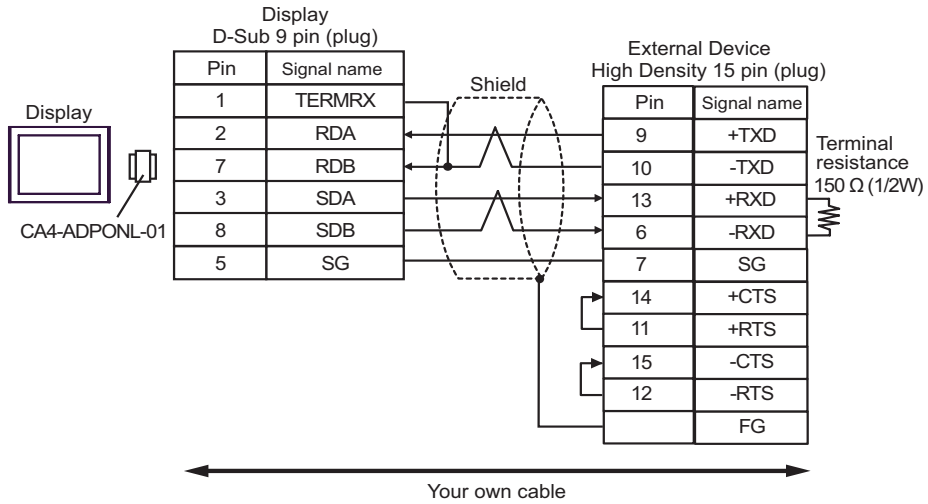 Display
D-Sub 9 pin (plug)
Pin Signal name
1 TERMRX
2 RDA
7 RDB
3 SDA
8 SDB
5 SG
Display
CA4-ADPONL-01
Shield
External Device
High Density 15 pin (plug)
Pin Signal name
9 +TXD
10 -TXD
13 +RXD
6 -RXD
7 SG
14 +CTS
11 +RTS
15 -CTS
12 -RTS
FG
Terminal
resistance
150 Ω (1/2W)
Your own cable